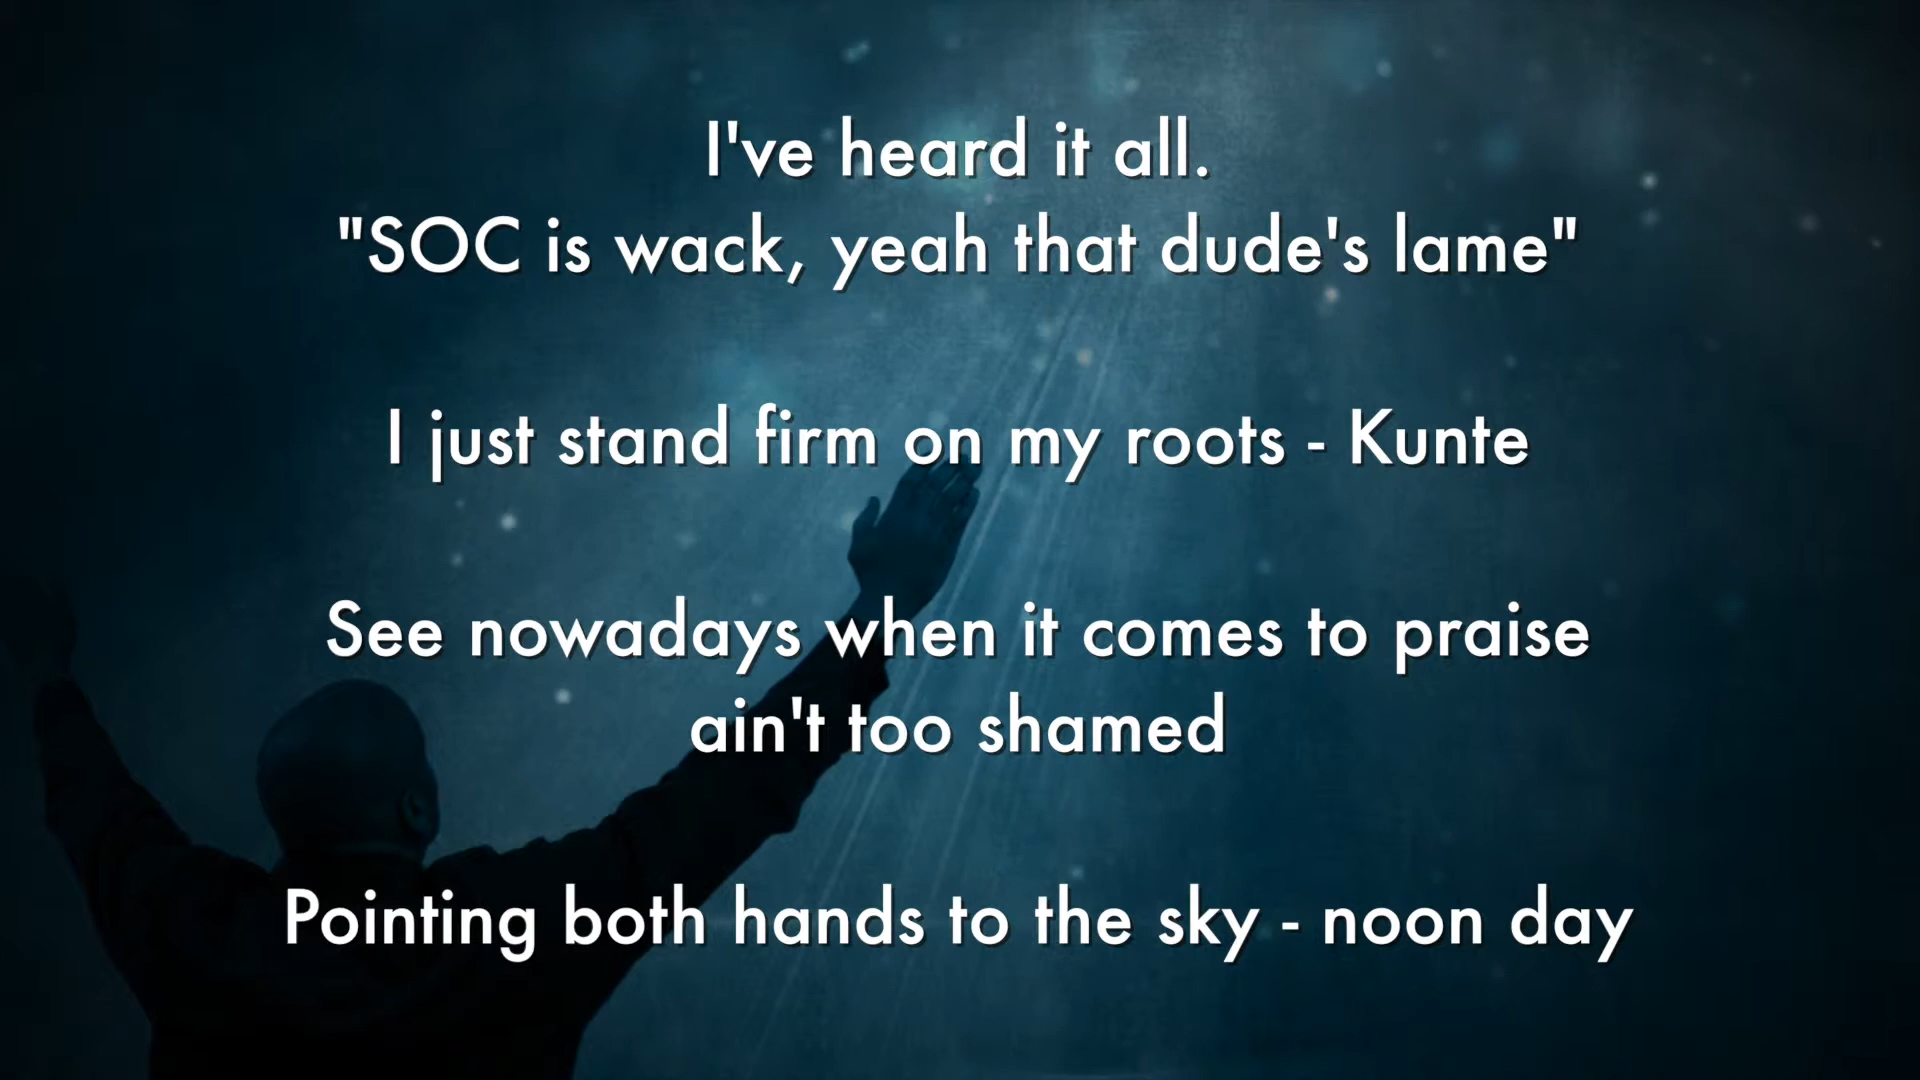 I've heard it all.
"SOC is wack, yeah that dude's lame"
I just stand firm on my roots - Kunte
See nowadays when it comes to praise
ain't too shamed
Pointing both hands to the sky - noon day